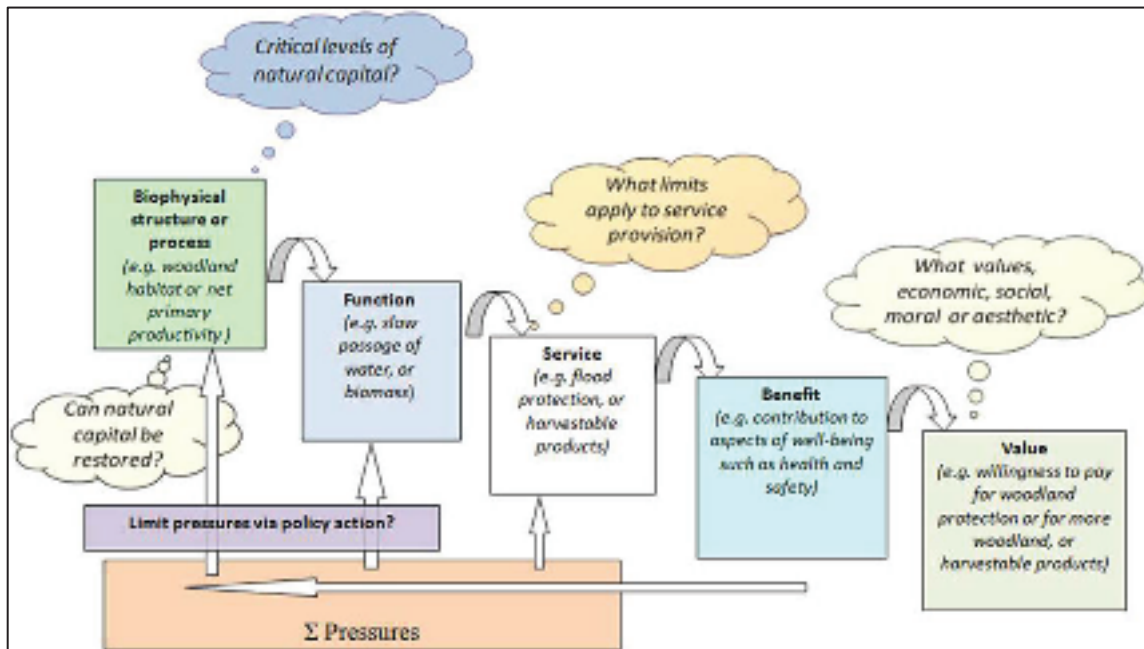 Critical levels of
natural capital?
Biophysical
structure or
process
(e.g. woodland
habitat or net
primary
productivity )
Can natural
capital be
restored?
Function
(e.g. slow
passage of
water, or
biomass)
What limits
apply to service
provision?
Service
(e.g. flood
protection, or
harvestable
products)
Benefit
(e.g. contribution to
aspects of well-being
such as health and
safety)
What values,
economic, social,
moral or aesthetic?
Value
(e.g. willingness to pay
for woodland
protection or for more
woodland, or
harvestable products)
Limit pressures via policy action?
Σ Pressures